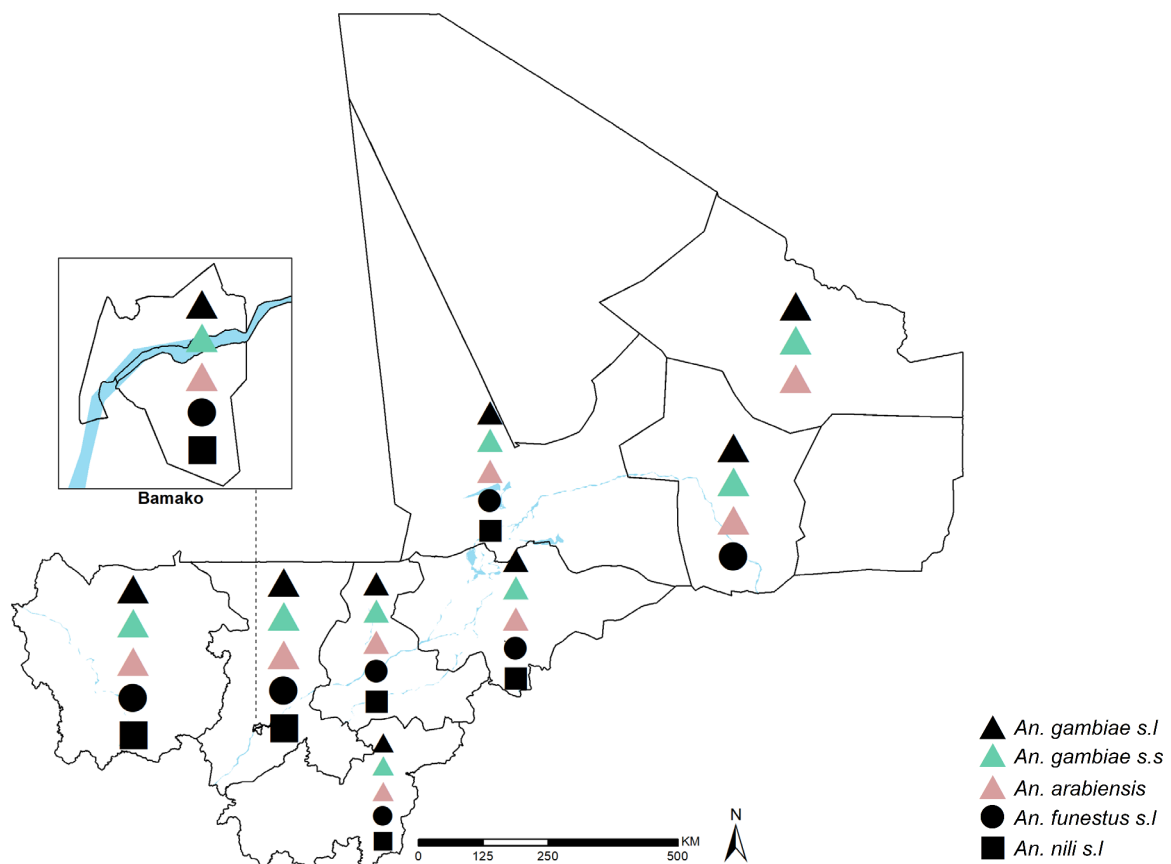 Bamako
An. gambiae s.l
An. gambiae s.s
An. arabiensis
An. funestus s.l
An. nili s.l
N
KM
0 125 250 500